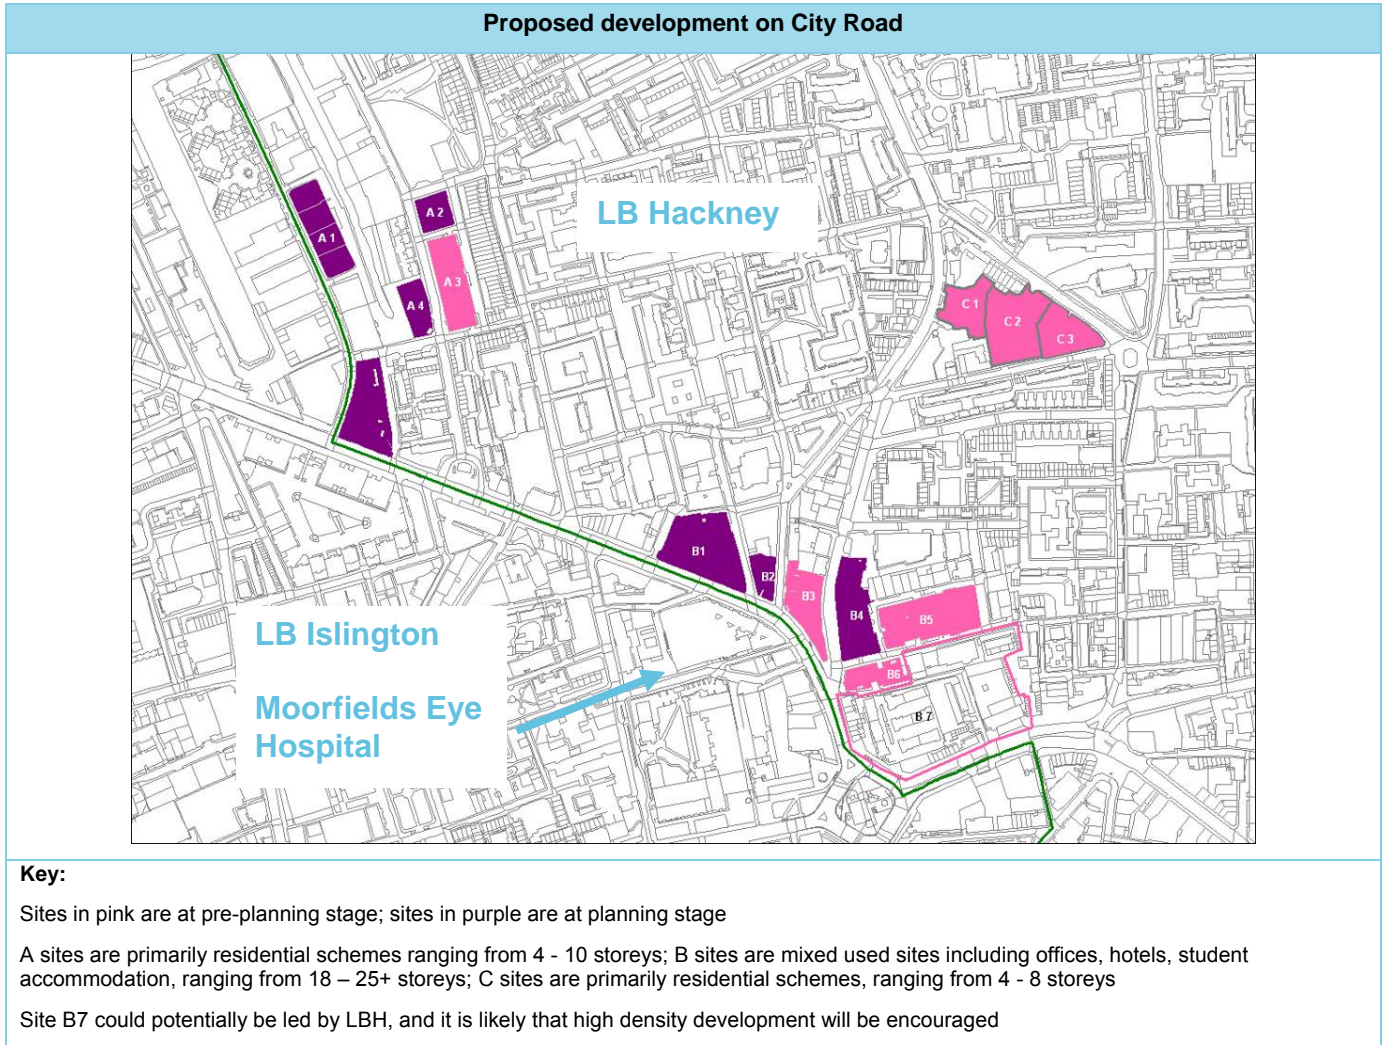 Proposed development on City Road
LB Hackney
A 2
A 1
A 3
A 4
C 1
C 2
C 3
B1
B2
B3
B4
B5
LB Islington
Moorfields Eye
Hospital
B6
B 7
Key:
Sites in pink are at pre-planning stage; sites in purple are at planning stage
A sites are primarily residential schemes ranging from 4 - 10 storeys; B sites are mixed used sites including offices, hotels, student
accommodation, ranging from 18 – 25+ storeys; C sites are primarily residential schemes, ranging from 4 - 8 storeys
Site B7 could potentially be led by LBH, and it is likely that high density development will be encouraged